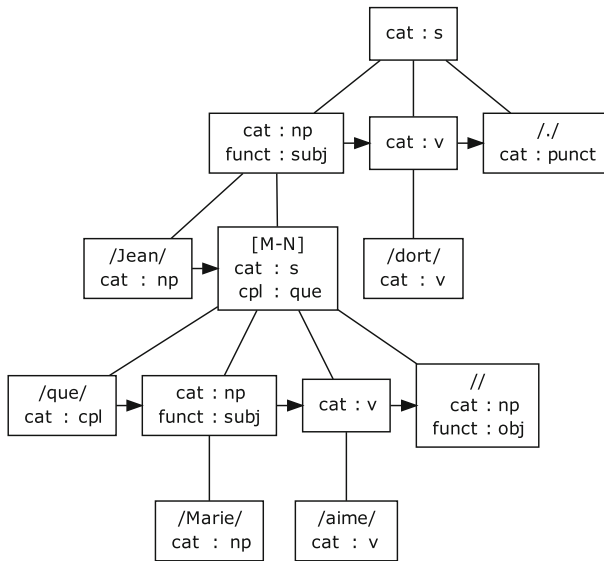 cat : s
cat : np
funct : subj
cat : v
/./
cat : punct
/Jean/
cat : np
[M-N]
cat : s
cpl : que
/dort/
cat : v
/que/
cat : cpl
cat : np
funct : subj
cat : v
//
cat : np
funct : obj
/Marie/
cat : np
/aime/
cat : v